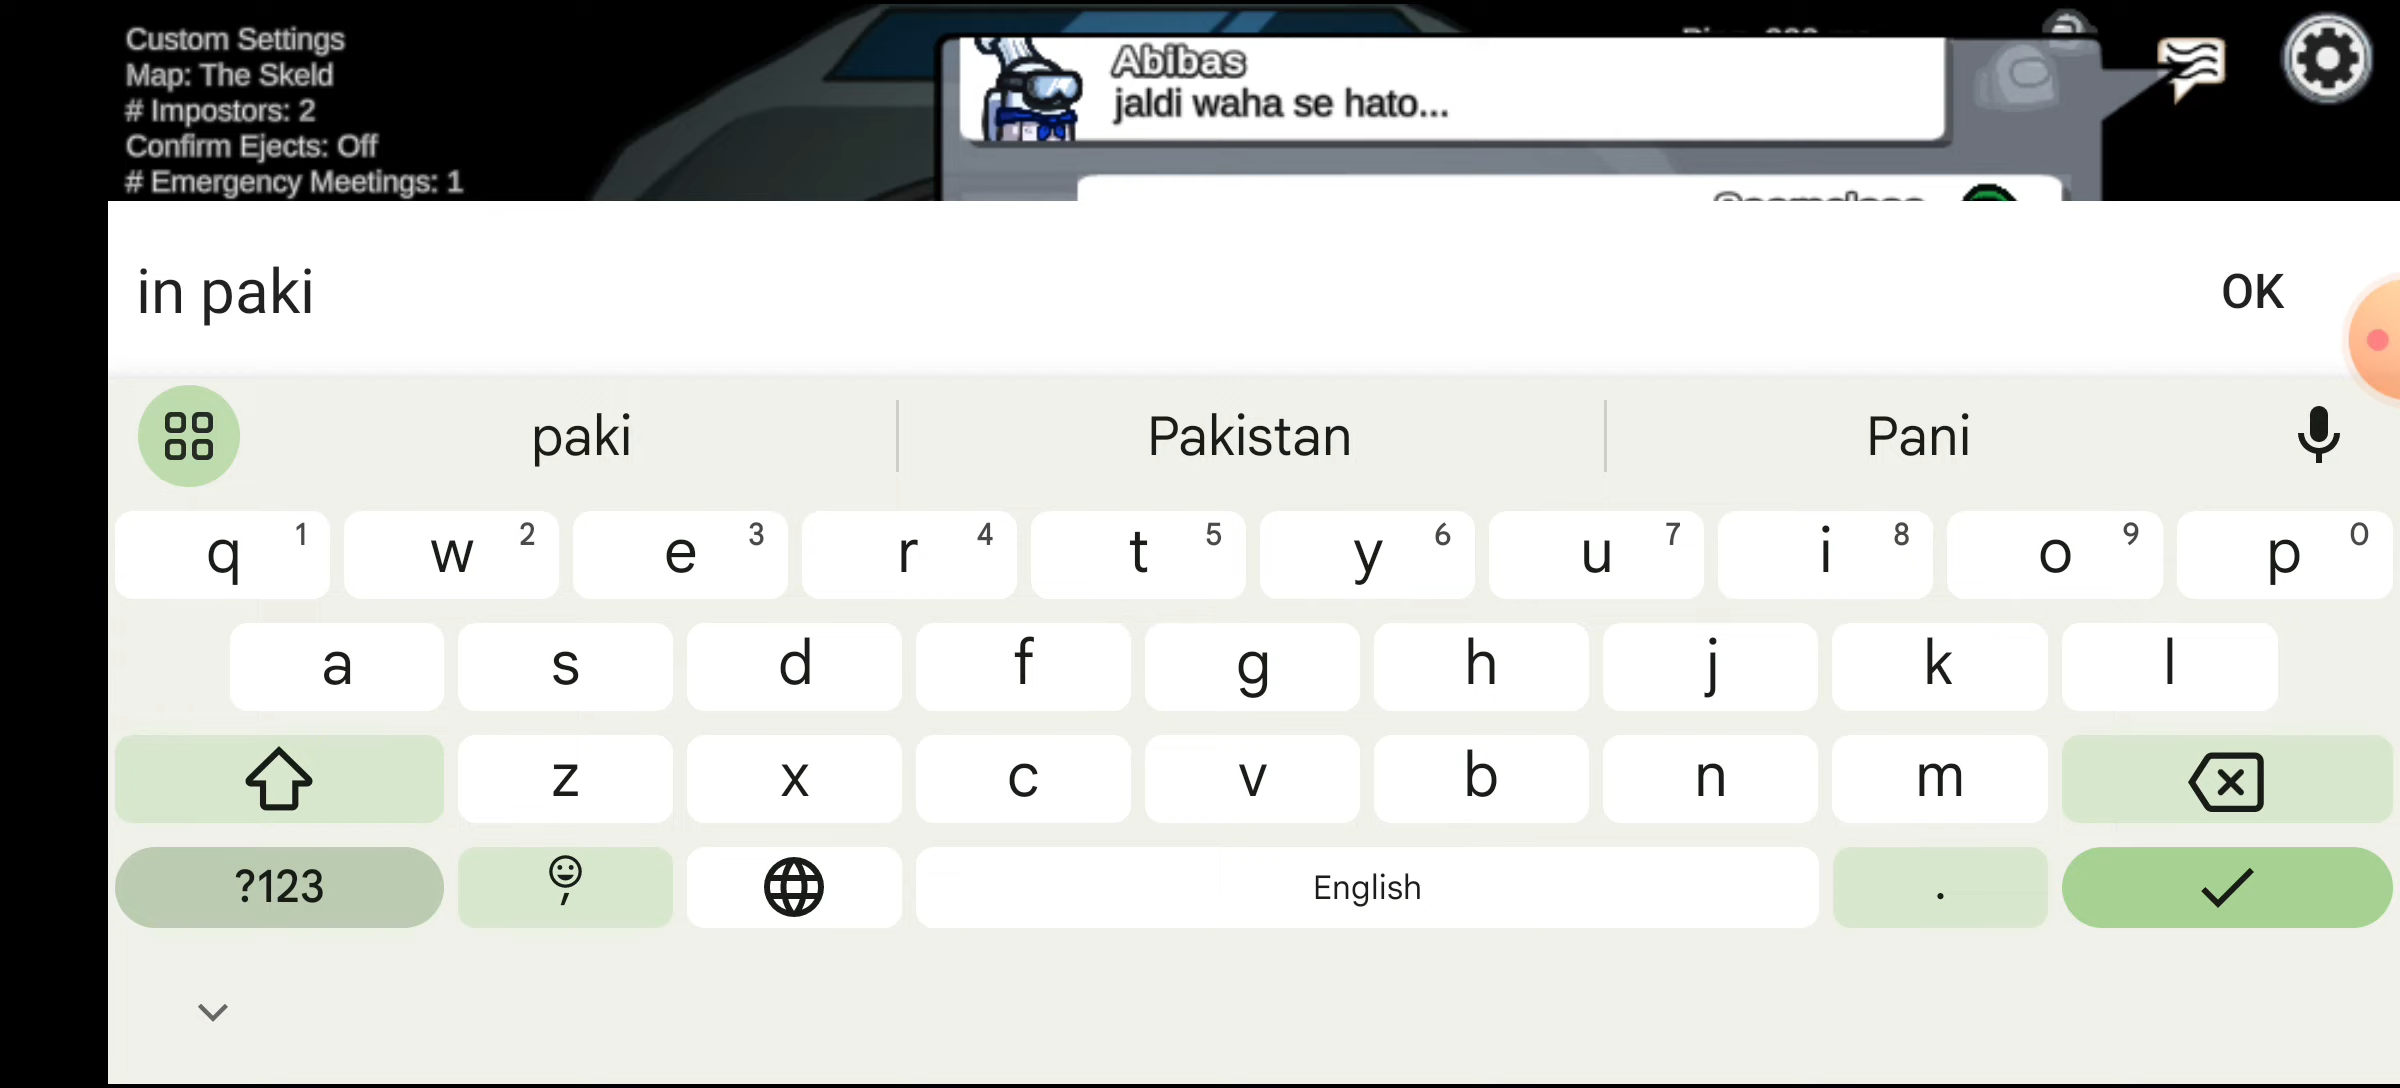 Custom Settings
Map: The Skeld
# Impostors: 2
Confirm Ejects: Off
# Emergency Meetings: 1
Abibas
jaldi waha se hato...
in paki
OK
paki
Pakistan
Pani
q 1 w 2 e 3 r 4 t 5 y 6 u 7 i 8 o 9 p 0
a s d f g h j k l
z x c v b n m
?123 , English .